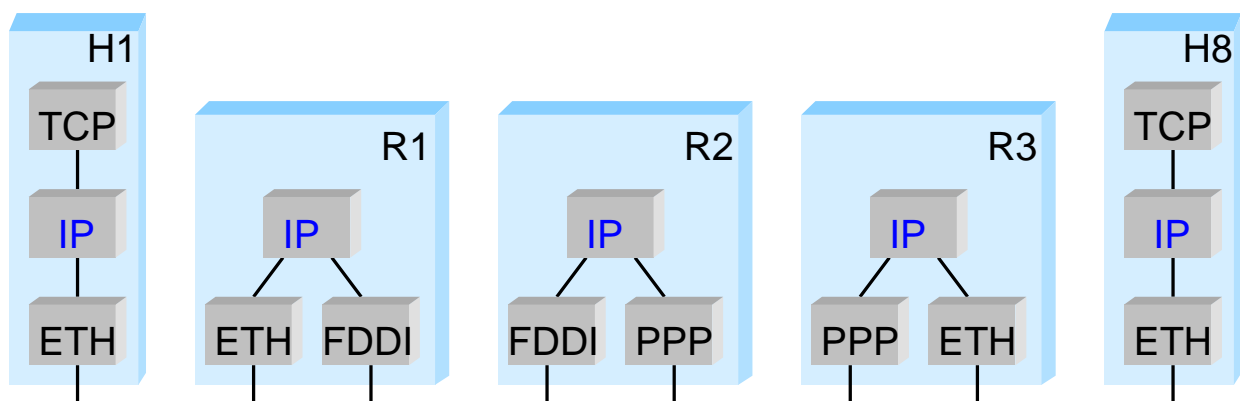 H1
TCP
IP
ETH
R1
IP
ETH FDDI
R2
IP
FDDI PPP
R3
IP
PPP ETH
H8
TCP
IP
ETH